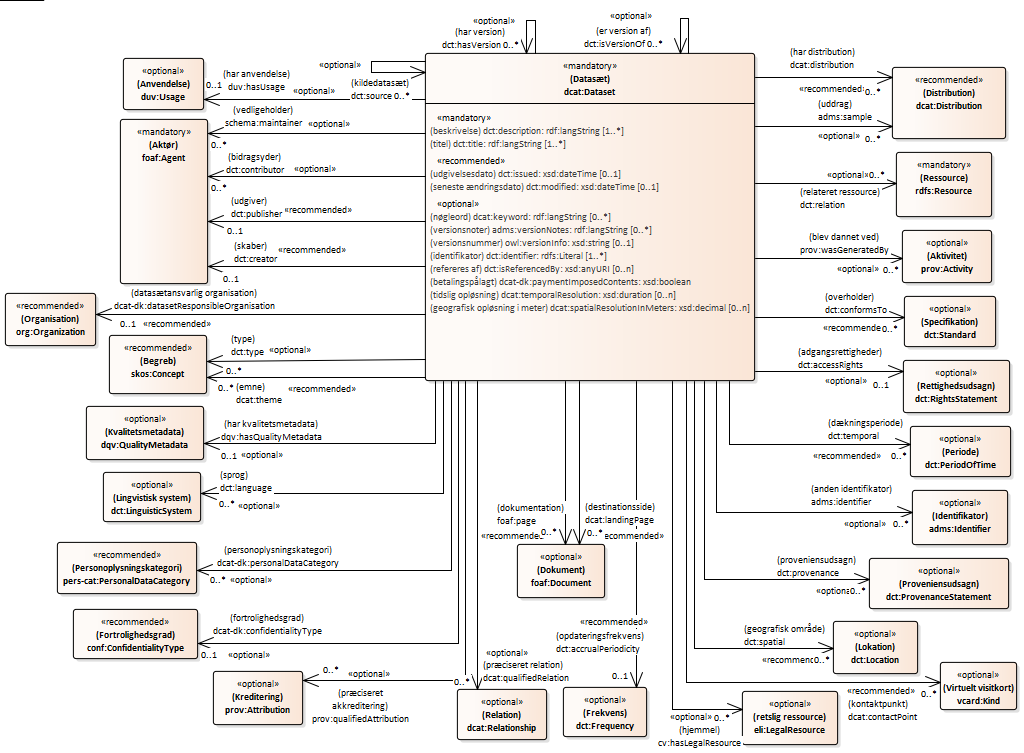 «optional»
(har version)
dct:hasVersion 0..*
«optional»
(er version af)
dct:isVersionOf 0..*
«optional»
(kildedatasæt)
dct:source 0..*
«mandatory»
(Datasæt)
dcat:Dataset
«mandatory»
(beskrivelse) dct:description: rdf:langString [1..*]
(titel) dct:title: rdf:langString [1..*]
«recommended»
(udgivelsesdato) dct:issued: xsd:dateTime [0..1]
(seneste ændringsdato) dct:modified: xsd:dateTime [0..1]
«optional»
(nøgleord) dcat:keyword: rdf:langString [0..*]
(versionsnoter) adms:versionNotes: rdf:langString [0..*]
(versionsnummer) owl:versionInfo: xsd:string [0..1]
(identifikator) dct:identifier: rdfs:Literal [1..*]
(refereres af) dct:isReferencedBy: xsd:anyURI [0..n]
(betalingspålagt) dcat-dk:paymentImposedContents: xsd:boolean
(tidslig opløsning) dcat:temporalResolution: xsd:duration [0..n]
(geografisk opløsning i meter) dcat:spatialResolutionInMeters: xsd:decimal [0..n]
«optional»
(Anvendelse)
duv:Usage
(har anvendelse)
0..1 duv:hasUsage
«optional»
«mandatory»
(Aktør)
foaf:Agent
(vedligeholder)
schema:maintainer «optional»
0..*
(bidragsyder)
dct:contributor «optional»
0..*
(udgiver)
dct:publisher «recommended»
0..1
(skaber)
dct:creator «recommended»
0..1
«recommended»
(Organisation)
org:Organization
(datasætansvarlig organisation)
dcat-dk:datasetResponsibleOrganisation
0..1 «recommended»
«recommended»
(Begreb)
skos:Concept
(type)
dct:type «optional»
0..*
0..* (emne) «recommended»
dcat:theme
«optional»
(Kvalitetsmetadata)
dqv:QualityMetadata
(har kvalitetsmetadata)
dqv:hasQualityMetadata
0..1 «optional»
«optional»
(Lingvistisk system)
dct:LinguisticSystem
(sprog)
dct:language
0..* «optional»
«recommended»
(Personoplysningskategori)
pers-cat:PersonalDataCategory
(personoplysningskategori)
dcat-dk:personalDataCategory
0..* «optional»
«recommended»
(Fortrolighedsgrad)
conf:ConfidentialityType
(fortrolighedsgrad)
dcat-dk:confidentialityType
0..1 «optional»
«optional»
(Kreditering)
prov:Attribution
0..* «optional»
(præciseret
akkreditering)
prov:qualifiedAttribution
«optional»
(præciseret relation)
dcat:qualifiedRelation
0..*
«optional»
(Relation)
dcat:Relationship
(dokumentation)
foaf:page
«recommende
0..*
(destinationsside)
dcat:landingPage
0..* ecommended»
«optional»
(Dokument)
foaf:Document
«recommended»
(opdateringsfrekvens)
dct:accrualPeriodicity
0..1
«optional»
(Frekvens)
dct:Frequency
(har distribution)
dcat:distribution
«recommended: 0..*
(uddrag)
adms:sample
«optional» 0..*
«recommended»
(Distribution)
dcat:Distribution
«optional»0..*
(relateret ressource)
dct:relation
«mandatory»
(Ressource)
rdfs:Resource
(blev dannet ved)
prov:wasGeneratedBy
«optional» 0..*
«optional»
(Aktivitet)
prov:Activity
(overholder)
dct:conformsTo
«recommende0..*
«optional»
(Specifikation)
dct:Standard
(adgangsrettigheder)
dct:accessRights
«optional» 0..1
«optional»
(Rettighedsudsagn)
dct:RightsStatement
(dækningsperiode)
dct:temporal
«recommended» 0..*
«optional»
(Periode)
dct:PeriodOfTime
(anden identifikator)
adms:identifier
«optional» 0..*
«optional»
(Identifikator)
adms:Identifier
(proveniensudsagn)
dct:provenance
«optiona0..*
«optional»
(Proveniensudsagn)
dct:ProvenanceStatement
(geografisk område)
dct:spatial
«recommenc0..*
«optional»
(Lokation)
dct:Location
«recommended» 0..*
(kontaktpunkt)
dcat:contactPoint
«optional»
(Virtuelt visitkort)
vcard:Kind
«optional» 0..*
(hjemmel)
cv:hasLegalResource
«optional»
(retslig ressource)
eli:LegalResource